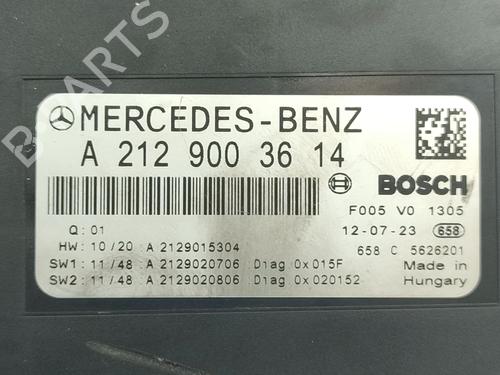 PARTS
MERCEDES-BENZ
A 212 900 36 14
BOSCH
Q: 01
F005 V0 1305
HW: 10/20 : A 2129015304
12-07-23 658
SW1: 11/48 : A 2129020706 Diag 0x015F
658 C 5626201
SW2: 11/48 : A 2129020806 Diag 0x020152
Made in
Hungary